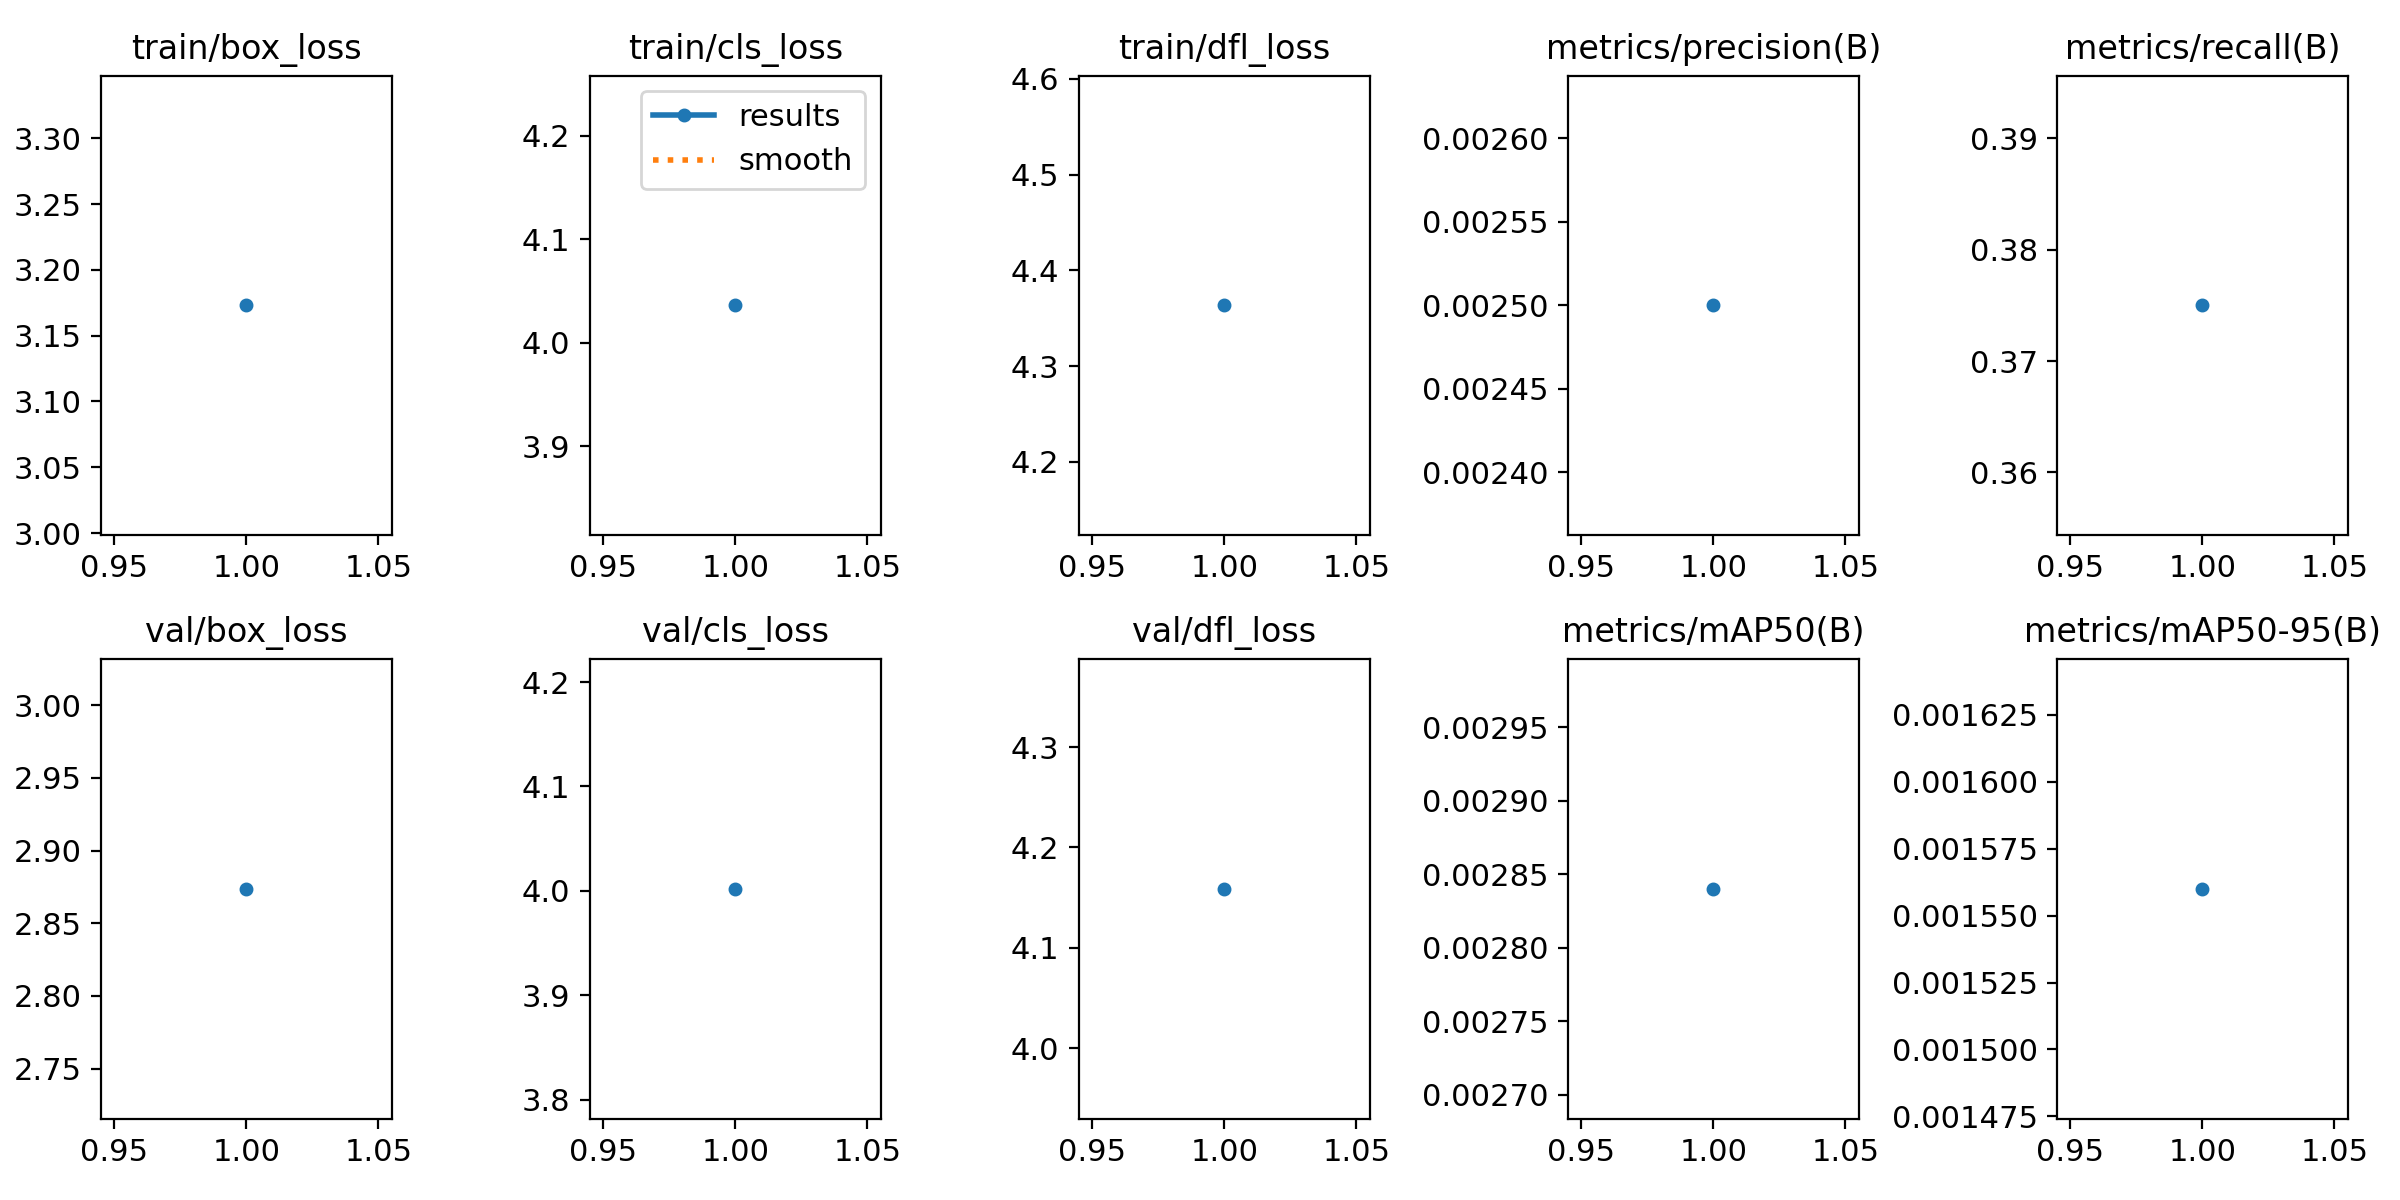 train/box_loss
3.30
3.25
3.20
3.15
3.10
3.05
3.00
0.95 1.00 1.05
train/cls_loss
results
smooth
4.2
4.1
4.0
3.9
0.95 1.00 1.05
train/dfl_loss
4.6
4.5
4.4
4.3
4.2
0.95 1.00 1.05
metrics/precision(B)
0.00260
0.00255
0.00250
0.00245
0.00240
0.95 1.00 1.05
metrics/recall(B)
0.39
0.38
0.37
0.36
0.95 1.00 1.05
val/box_loss
3.00
2.95
2.90
2.85
2.80
2.75
0.95 1.00 1.05
val/cls_loss
4.2
4.1
4.0
3.9
3.8
0.95 1.00 1.05
val/dfl_loss
4.3
4.2
4.1
4.0
0.95 1.00 1.05
metrics/mAP50(B)
0.00295
0.00290
0.00285
0.00280
0.00275
0.00270
0.95 1.00 1.05
metrics/mAP50-95(B)
0.001625
0.001600
0.001575
0.001550
0.001525
0.001500
0.001475
0.95 1.00 1.05